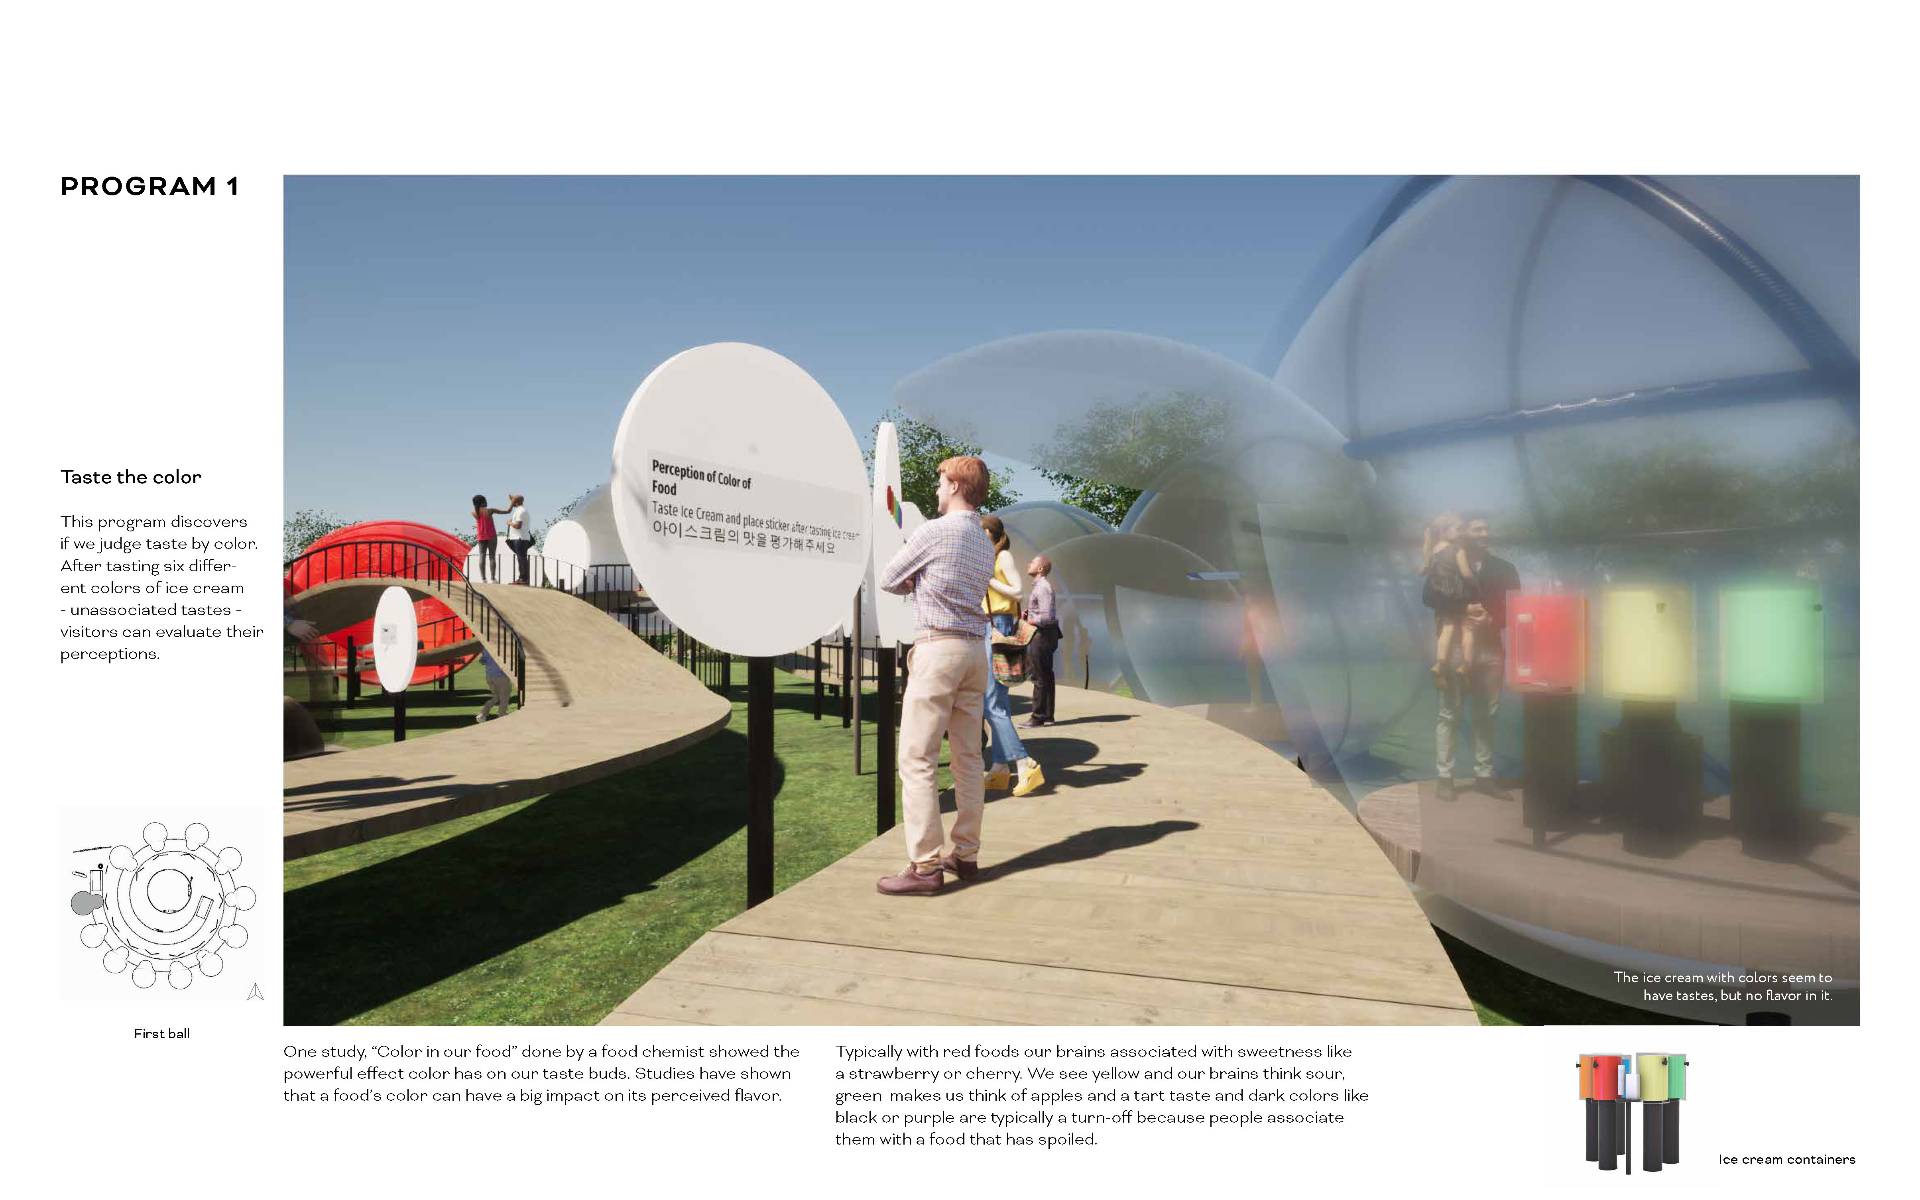 PROGRAM 1
Taste the color
This program discovers
if we judge taste by color.
After tasting six differ-
ent colors of ice cream
- unassociated tastes -
visitors can evaluate their
perceptions.
First ball
Perception of Color of
Food
Taste Ice Cream and place sticker after tasting ice cream
아이스크림의 맛을 평가해주세요
The ice cream with colors seem to
have tastes, but no flavor in it.
One study, “Color in our food” done by a food chemist showed the
powerful effect color has on our taste buds. Studies have shown
that a food's color can have a big impact on its perceived flavor.
Typically with red foods our brains associated with sweetness like
a strawberry or cherry. We see yellow and our brains think sour,
green makes us think of apples and a tart taste and dark colors like
black or purple are typically a turn-off because people associate
them with a food that has spoiled.
Ice cream containers